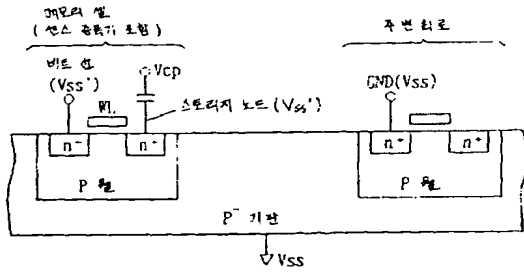 메모리 셀
( 센스 증폭기 포함 )
비트 선
(Vss')
WL
Vcp
스토리지 노드 (Vss')
주변 회로
GND(Vss)
n⁻
n⁺
n⁺
n⁺
P 웰
P 웰
P⁻ 기판
Vss